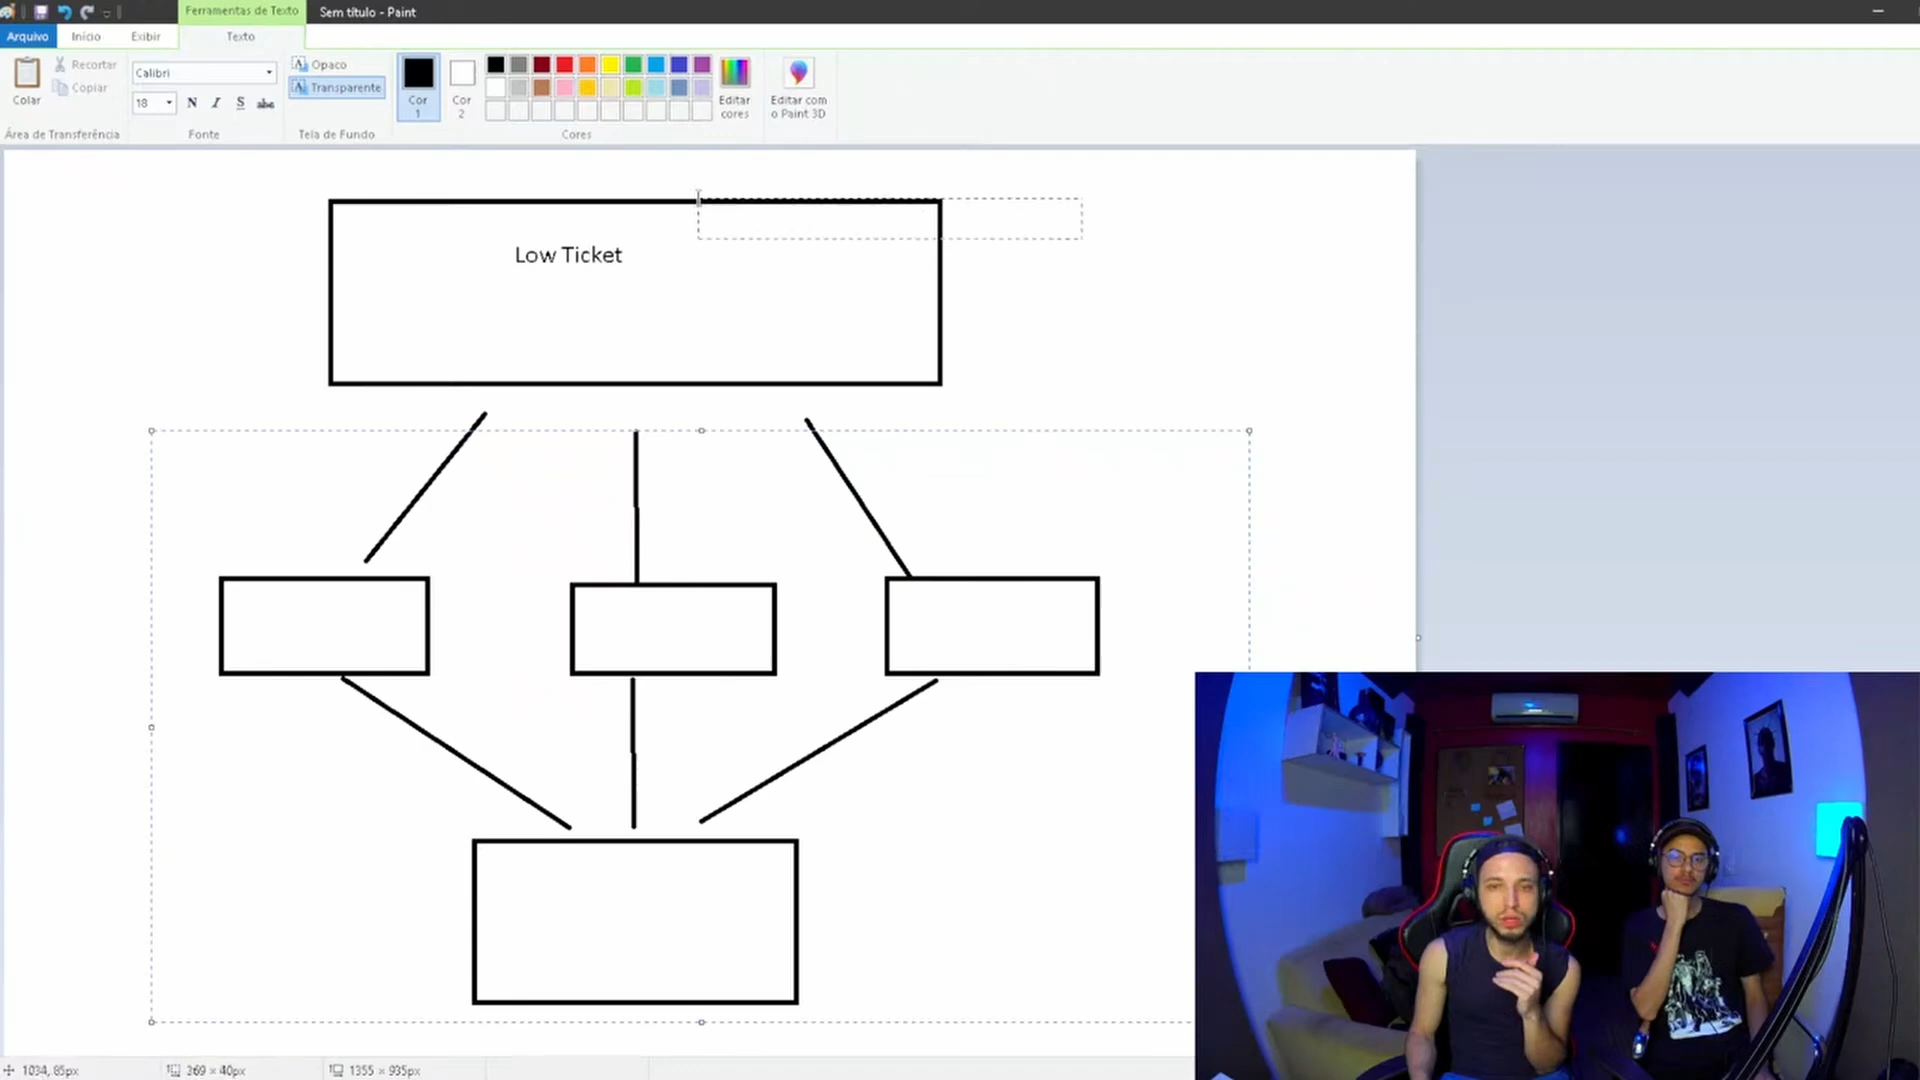 Ferramentas de Texto
Sem título - Paint
Arquivo
Início
Exibir
Texto
Colar
Recortar
Copiar
Área de Transferência
Calibri
18
N I S abc
Fonte
Opaco
Transparente
Tela de Fundo
Cor 1
Cor 2
Editar cores
Editar com o Paint 3D
Cores
Low Ticket
1034, 85px
269 × 40px
1355 × 935px